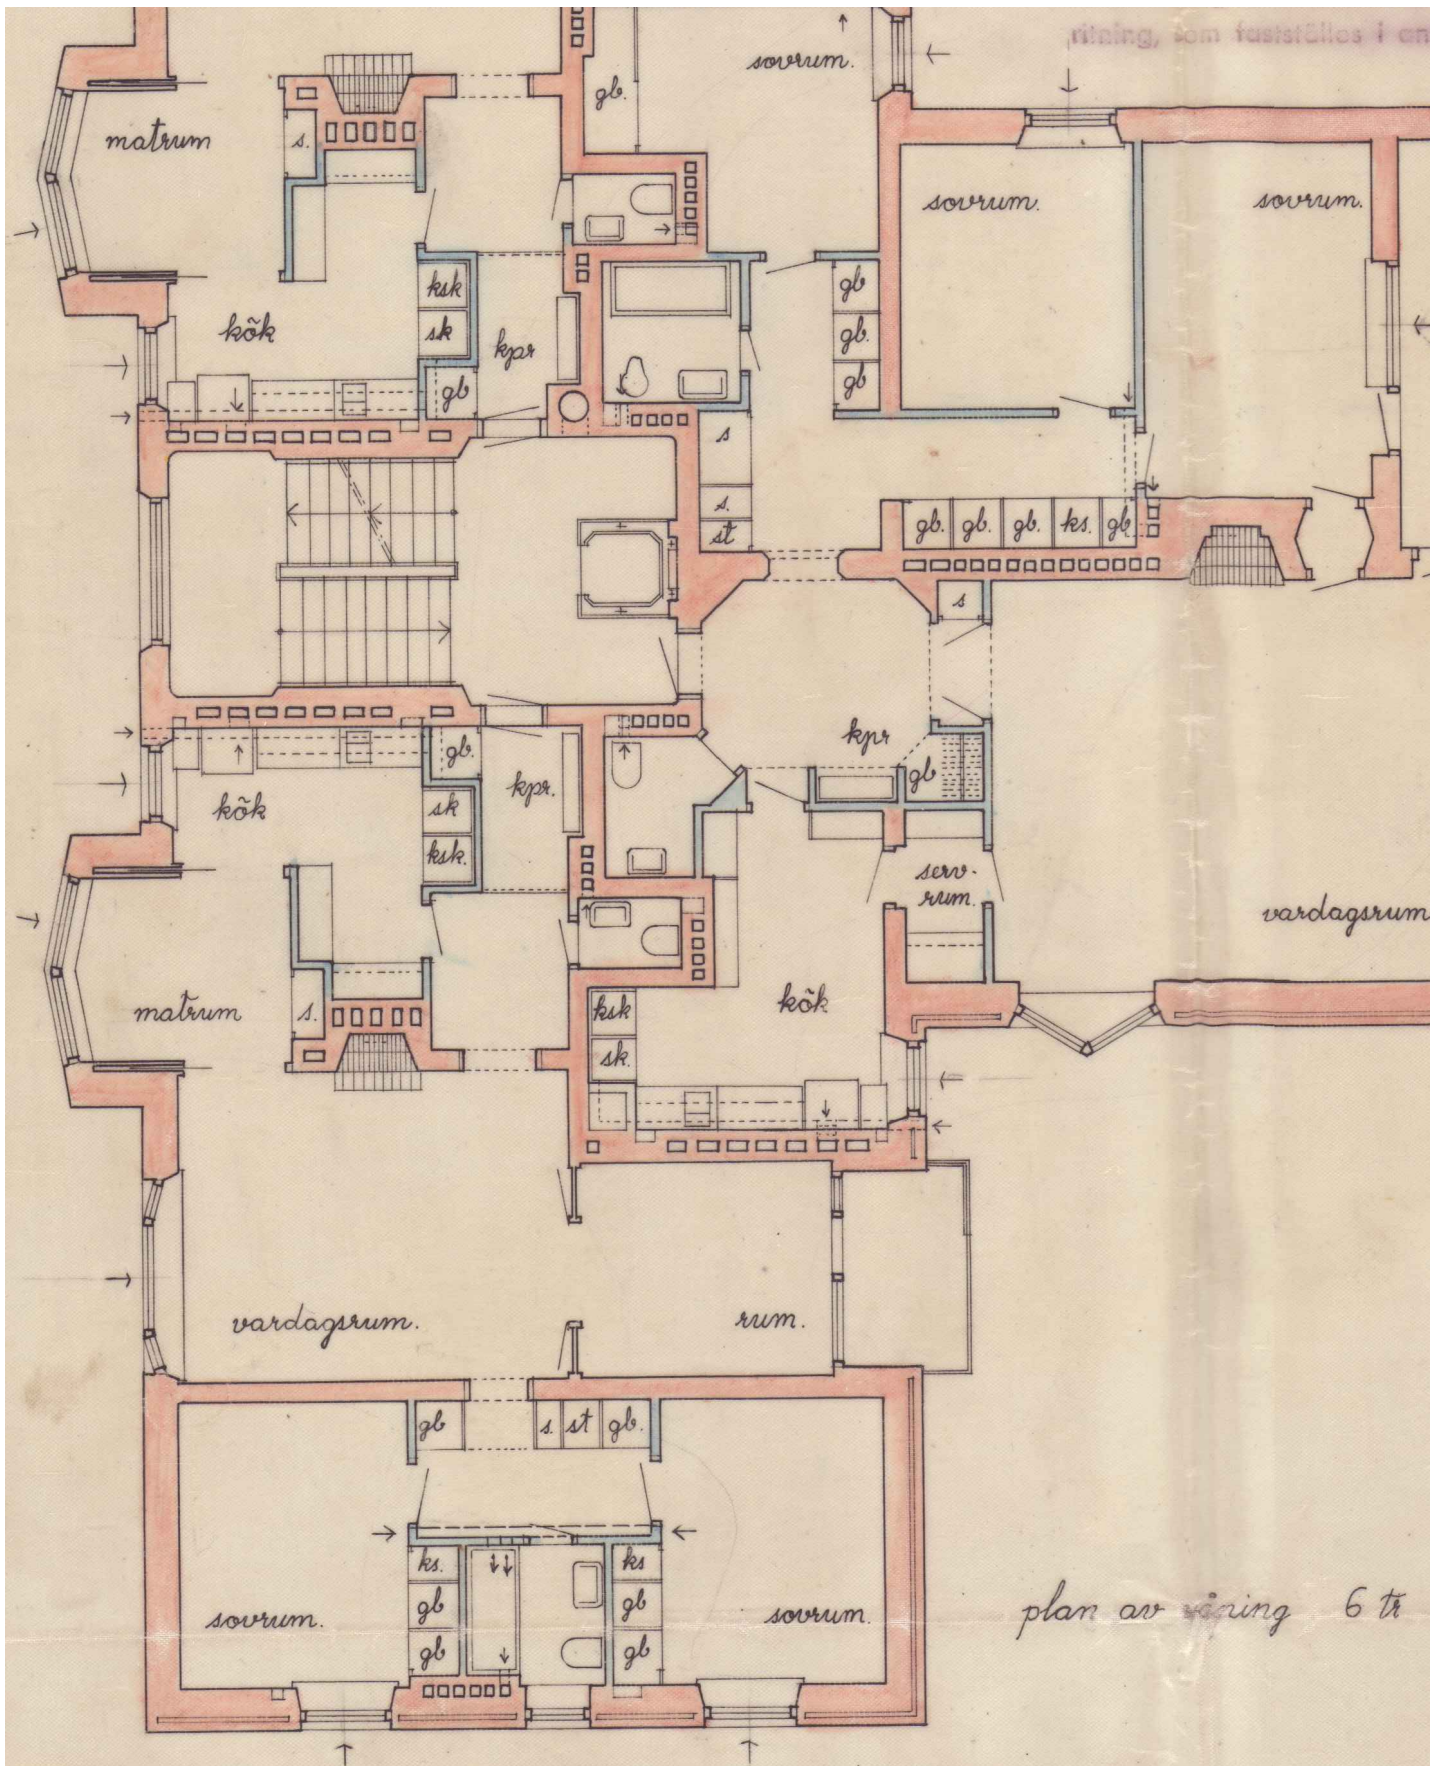 ritning, som fastställes i an
sovrum.
gb.
matrum
s.
sovrum.
sovrum.
ksk
sk
kök
kpr
gb
gb
gb.
gb
s
s.
st
gb.
gb.
gb.
ks.
gb
s
kpr
gb
gb.
kpr.
kök
sk
ksk.
serv-
rum.
vardagsrum
matrum
s.
ksk
sk.
kök
vardagsrum.
rum.
gb
s.
st
gb.
ks.
gb
gb
ks
gb
gb
sovrum.
sovrum.
plan av våning 6 tr